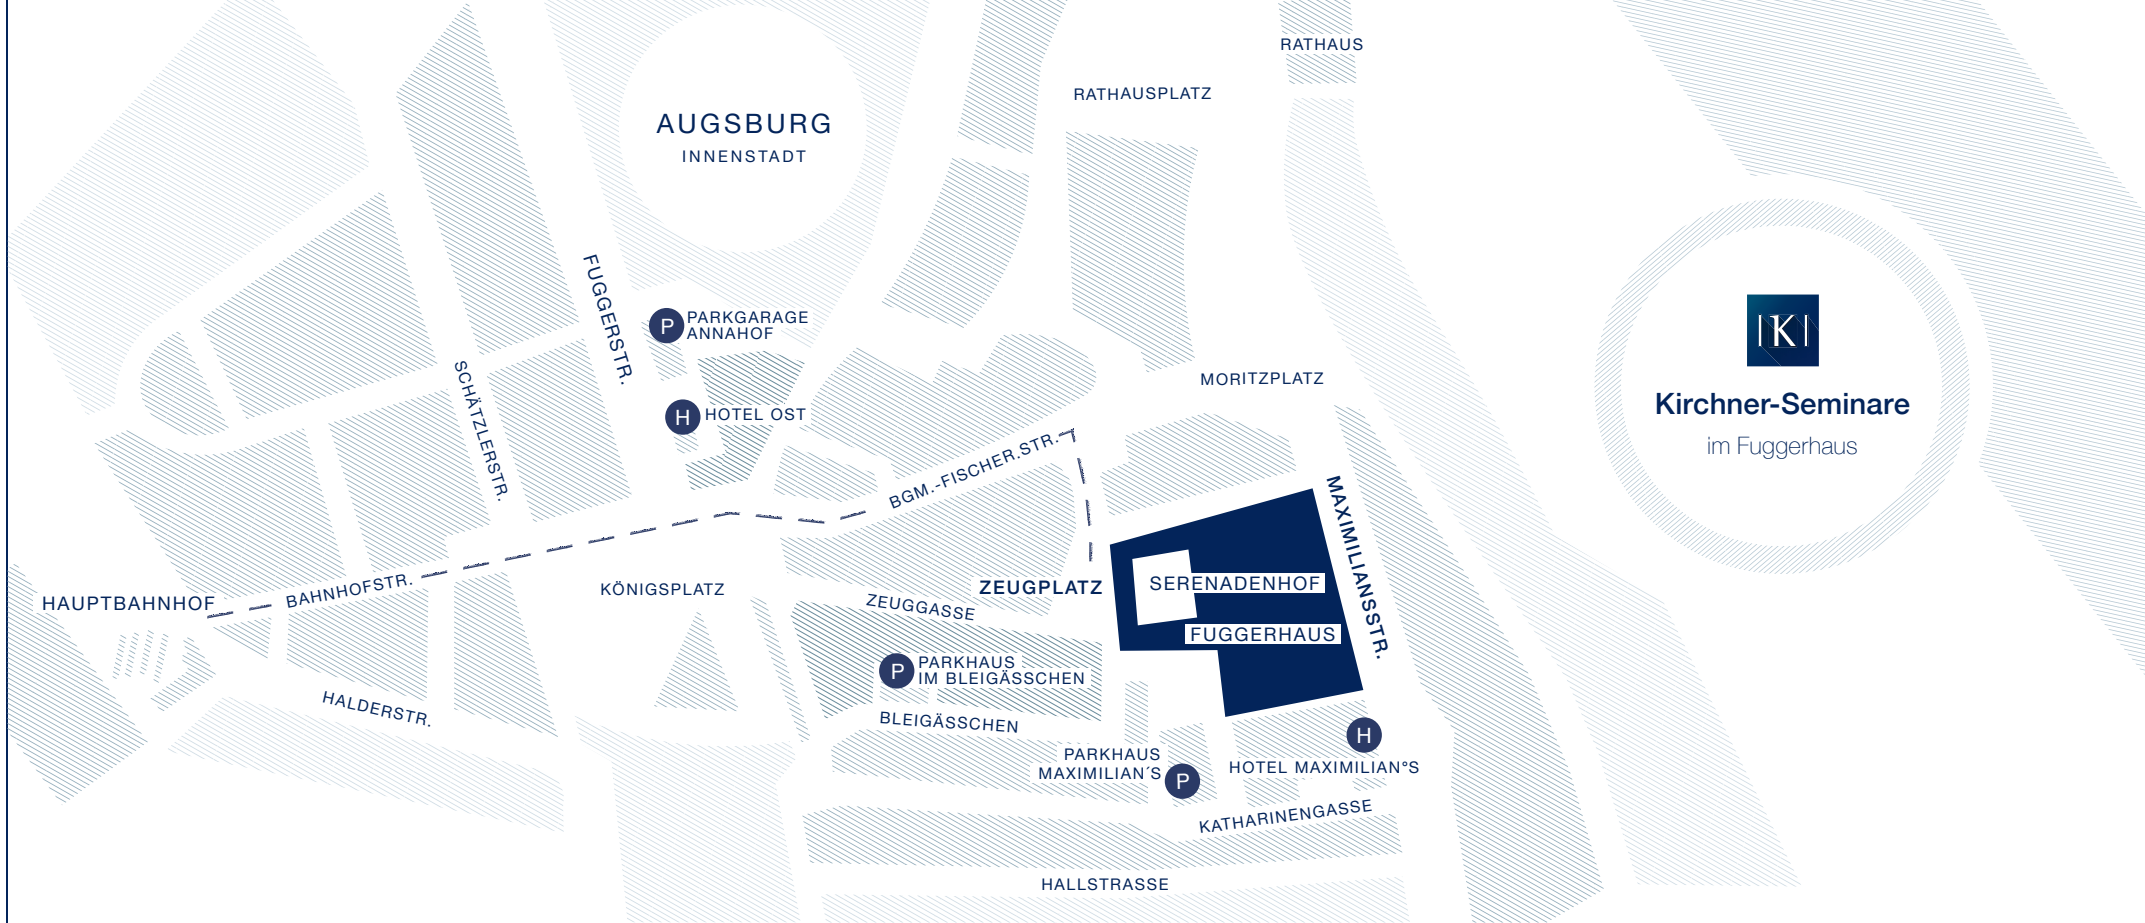 RATHAUS
RATHAUSPLATZ
AUGSBURG
INNENSTADT
FUGGERSTR.
P
PARKGARAGE
ANNAHOF
SCHÄTZLERSTR.
H
HOTEL OST
MORITZPLATZ
K
Kirchner-Seminare
im Fuggerhaus
BGM.-FISCHER.STR.
MAXIMILIANSSTR.
HAUPTBAHNHOF
BAHNHOFSTR.
KÖNIGSPLATZ
ZEUGGASSE
ZEUGPLATZ
SERENADENHOF
FUGGERHAUS
P
PARKHAUS
IM BLEIGÄSSCHEN
HALDERSTR.
BLEIGÄSSCHEN
PARKHAUS
MAXIMILIAN´S
P
H
HOTEL MAXIMILIAN°S
KATHARINENGASSE
HALLSTRASSE